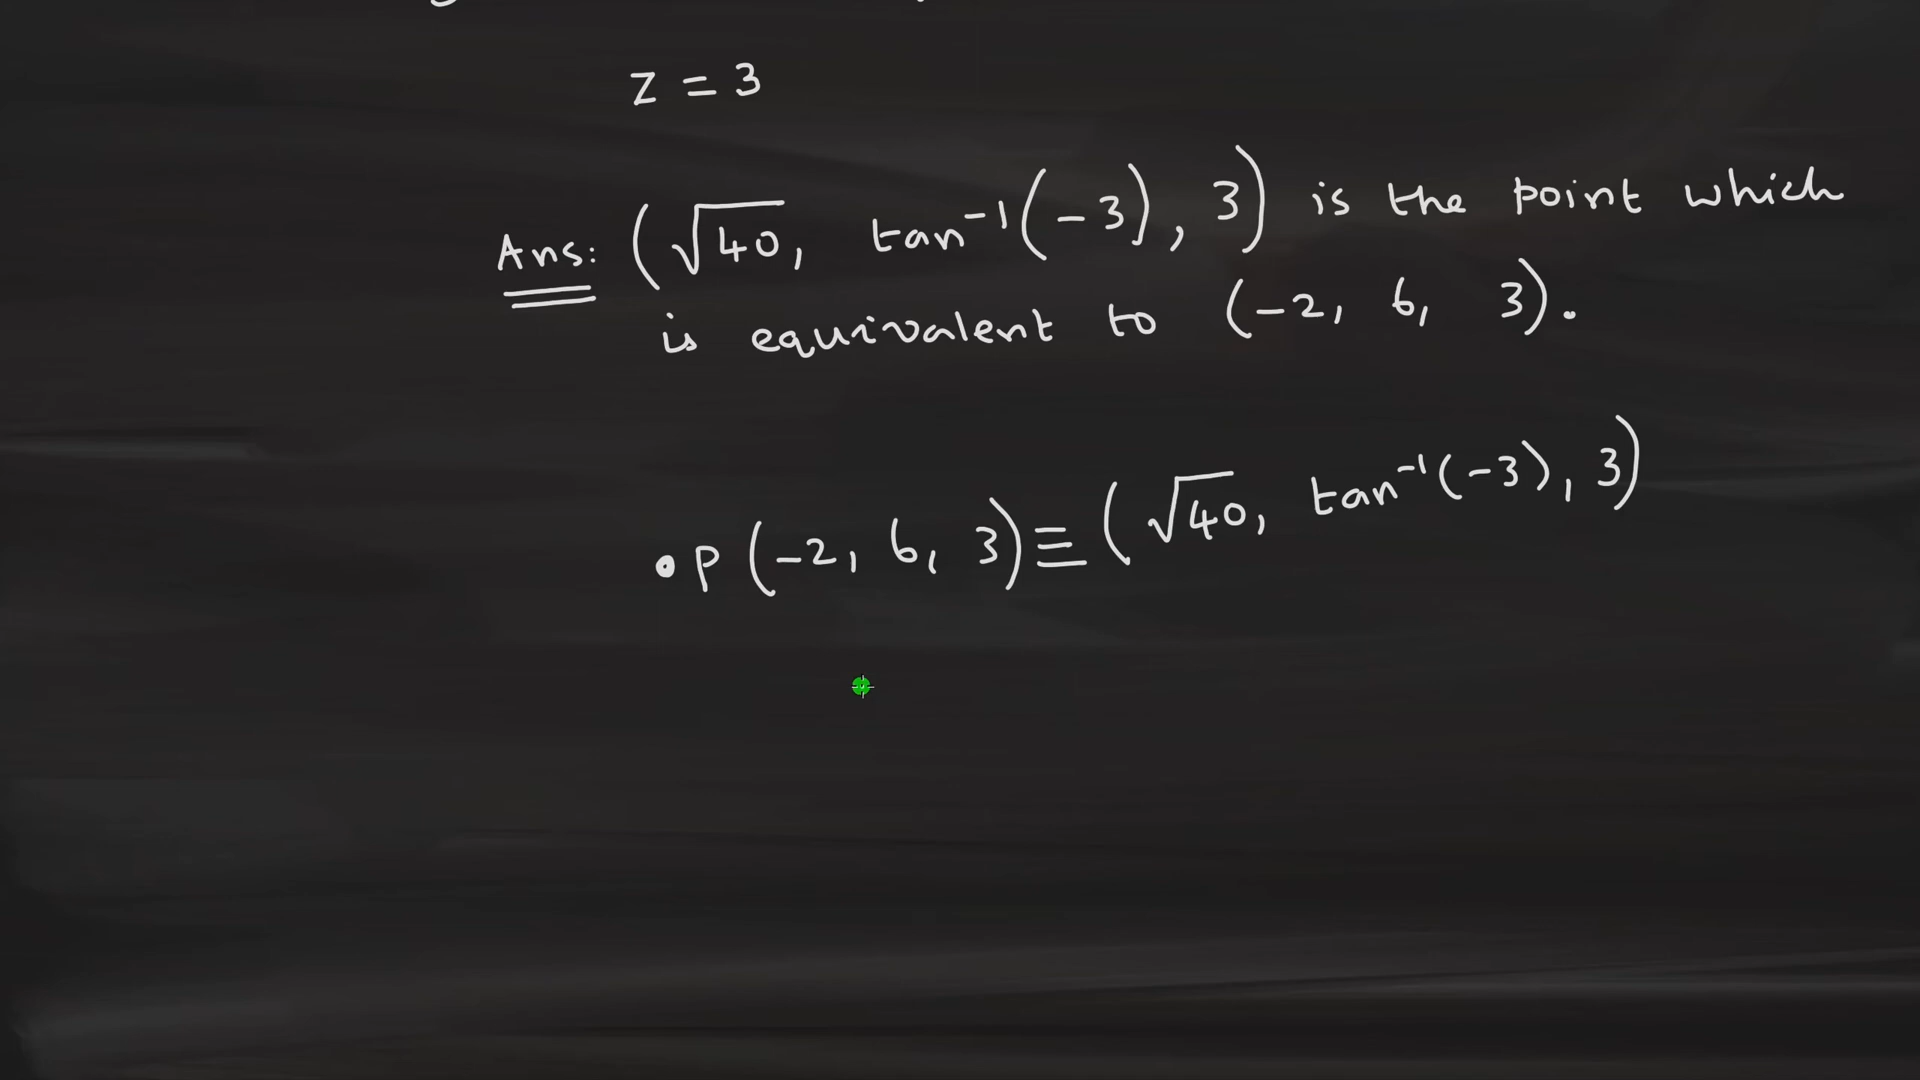 z = 3
Ans: (√40, tan⁻¹(-3), 3) is the point which
is equivalent to (-2, 6, 3).
• P (-2, 6, 3) ≡ (√40, tan⁻¹(-3), 3)